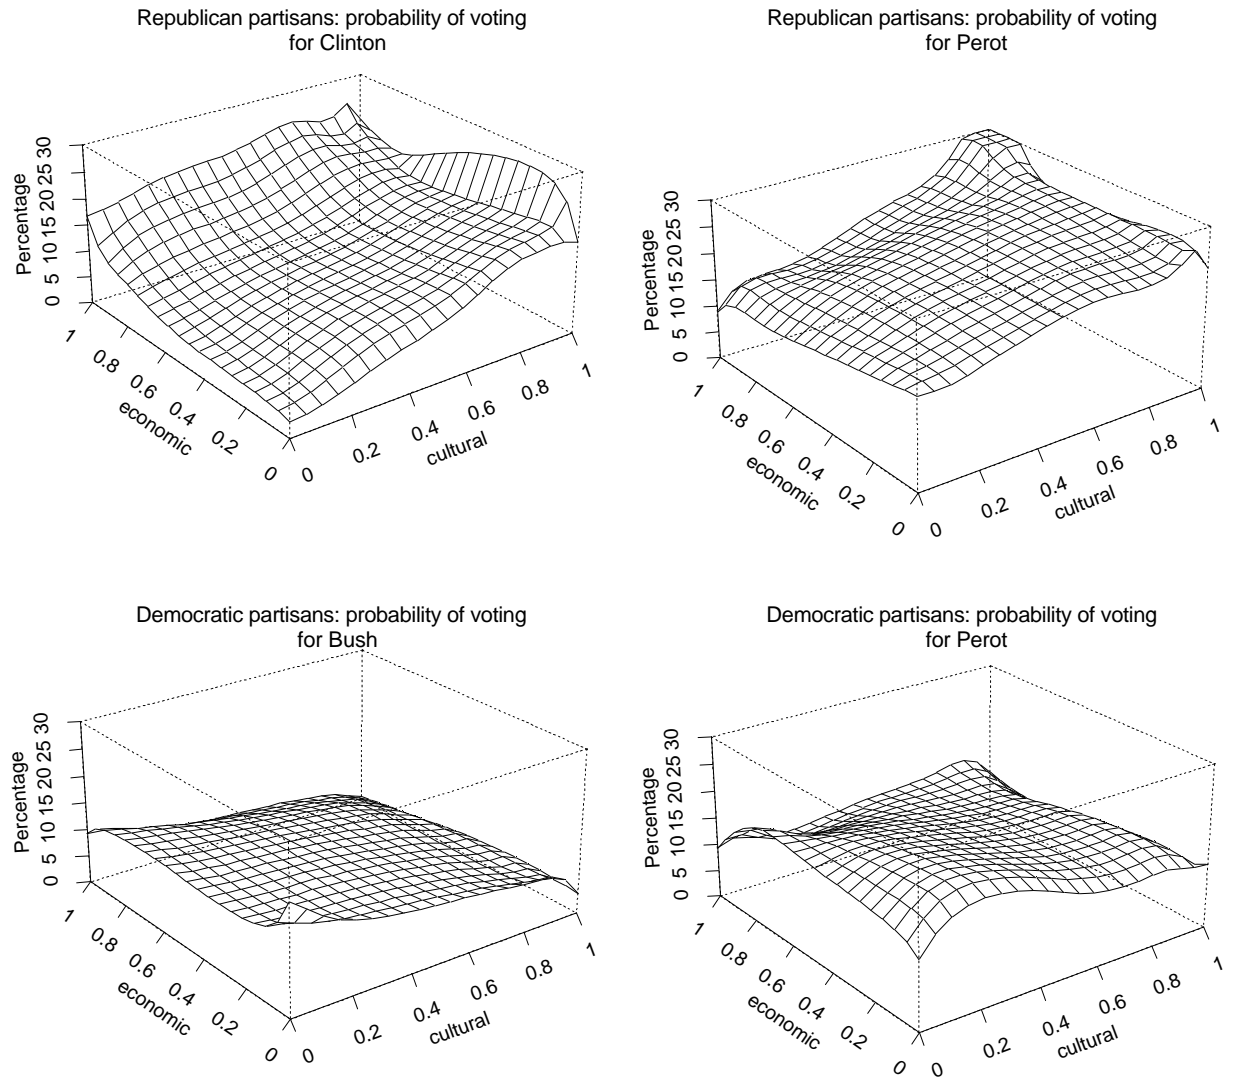 Republican partisans: probability of voting
for Clinton
Percentage
0 5 10 15 20 25 30
1 0.8 0.6 0.4 0.2 0
economic
0 0.2 0.4 0.6 0.8 1
cultural
Republican partisans: probability of voting
for Perot
Percentage
0 5 10 15 20 25 30
1 0.8 0.6 0.4 0.2 0
economic
0 0.2 0.4 0.6 0.8 1
cultural
Democratic partisans: probability of voting
for Bush
Percentage
0 5 10 15 20 25 30
1 0.8 0.6 0.4 0.2 0
economic
0 0.2 0.4 0.6 0.8 1
cultural
Democratic partisans: probability of voting
for Perot
Percentage
0 5 10 15 20 25 30
1 0.8 0.6 0.4 0.2 0
economic
0 0.2 0.4 0.6 0.8 1
cultural